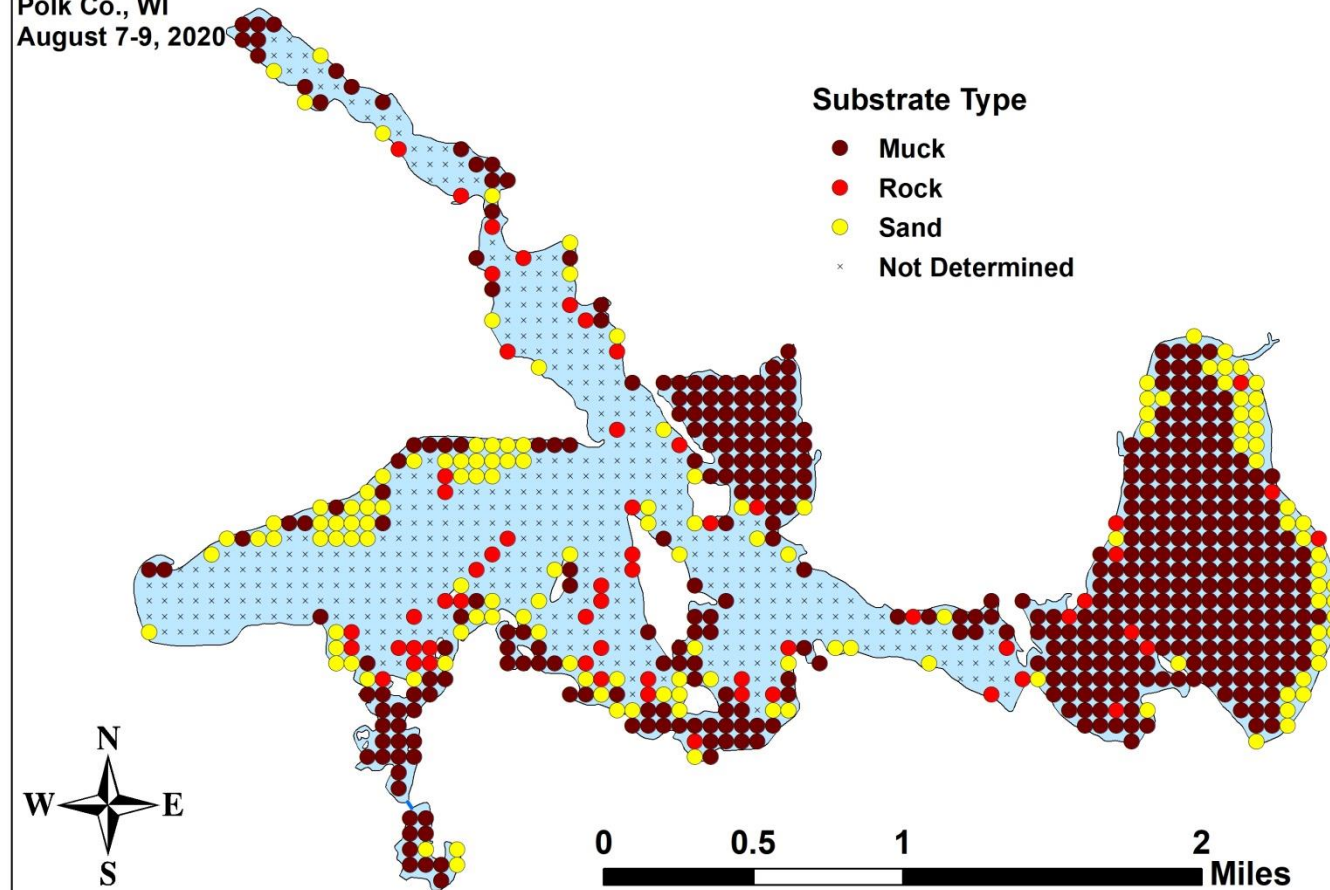 Polk Co., WI
August 7-9, 2020
Substrate Type
Muck
Rock
Sand
Not Determined
N
W E
S
0 0.5 1 2
Miles